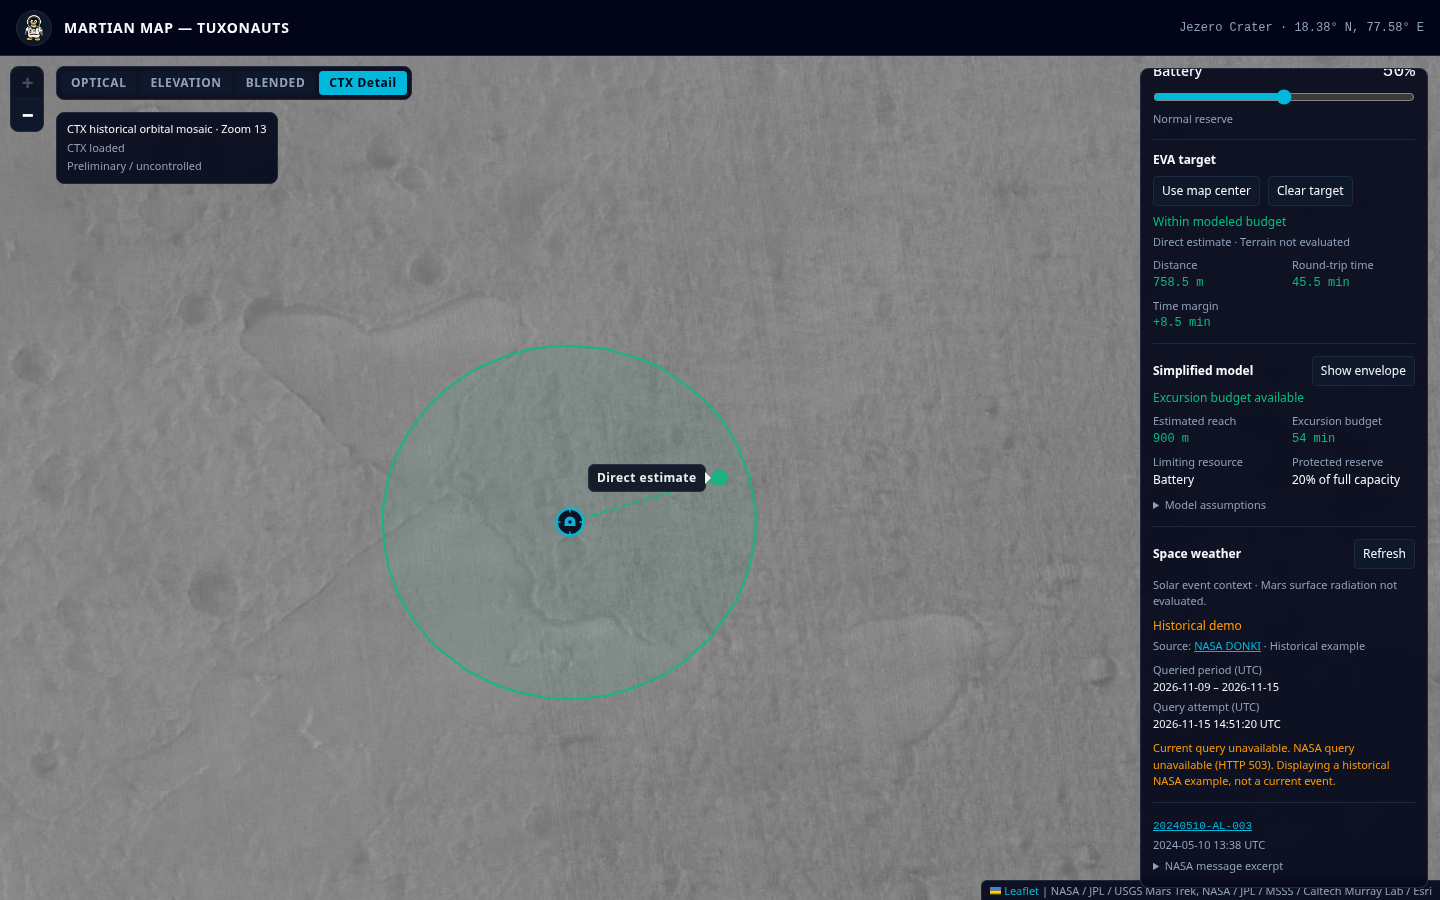 MARTIAN MAP — TUXONAUTS
Jezero Crater · 18.38° N, 77.58° E
+
−
OPTICAL ELEVATION BLENDED CTX Detail
CTX historical orbital mosaic · Zoom 13
CTX loaded
Preliminary / uncontrolled
Direct estimate
Battery 50%
Normal reserve
EVA target
Use map center Clear target
Within modeled budget
Direct estimate · Terrain not evaluated
Distance Round-trip time
758.5 m 45.5 min
Time margin
+8.5 min
Simplified model Show envelope
Excursion budget available
Estimated reach Excursion budget
900 m 54 min
Limiting resource Protected reserve
Battery 20% of full capacity
Model assumptions
Space weather Refresh
Solar event context · Mars surface radiation not
evaluated.
Historical demo
Source: NASA DONKI · Historical example
Queried period (UTC)
2026-11-09 – 2026-11-15
Query attempt (UTC)
2026-11-15 14:51:20 UTC
Current query unavailable. NASA query
unavailable (HTTP 503). Displaying a historical
NASA example, not a current event.
20240510-AL-003
2024-05-10 13:38 UTC
NASA message excerpt
Leaflet | NASA / JPL / USGS Mars Trek, NASA / JPL / MSSS / Caltech Murray Lab / Esri